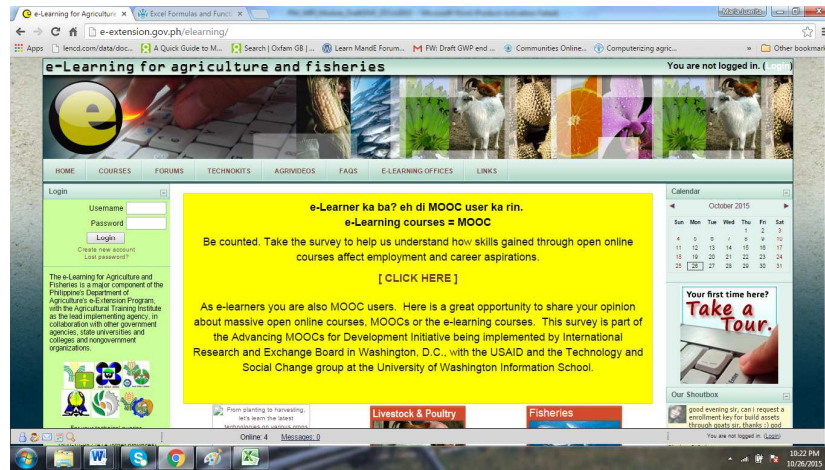 e-Learning for Agriculture
Excel Formulas and Functi
e-extension.gov.ph/elearning/
Apps
lencd.com/data/doc...
A Quick Guide to M...
Search | Oxfam GB | ...
Learn MandE Forum...
FW: Draft GWP end ...
Communities Online...
Computerizing agric...
Other bookmark
e-Learning for agriculture and fisheries
You are not logged in. (Login)
e
HOME COURSES FORUMS TECHNOKITS AGRIVIDEOS FAQS E-LEARNING OFFICES LINKS
Login
Username
Password
Login
Create new account
Lost password?
The e-Learning for Agriculture and
Fisheries is a major component of the
Philippine's Department of
Agriculture's e-Extension Program,
with the Agricultural Training Institute
as the lead implementing agency, in
collaboration with other government
agencies, state universities and
colleges and nongovernment
organizations.
e-Learner ka ba? eh di MOOC user ka rin.
e-Learning courses = MOOC
Be counted. Take the survey to help us understand how skills gained through open online
courses affect employment and career aspirations.
[ CLICK HERE ]
As e-learners you are also MOOC users. Here is a great opportunity to share your opinion
about massive open online courses, MOOCs or the e-learning courses. This survey is part of
the Advancing MOOCs for Development Initiative being implemented by International
Research and Exchange Board in Washington, D.C., with the USAID and the Technology and
Social Change group at the University of Washington Information School.
From planting to harvesting,
let's learn the latest
technologies on various crops
Livestock & Poultry
Fisheries
Calendar
October 2015
Sun Mon Tue Wed Thu Fri Sat
1 2 3
4 5 6 7 8 9 10
11 12 13 14 15 16 17
18 19 20 21 22 23 24
25 26 27 28 29 30 31
Your first time here?
Take a
Tour.
Our Shoutbox
good evening sir, can i request a
enrollment key for build assets
through goats sir, thanks :) god
Online: 4 Messages: 0
You are not logged in. (Login)
10:22 PM
10/26/2015